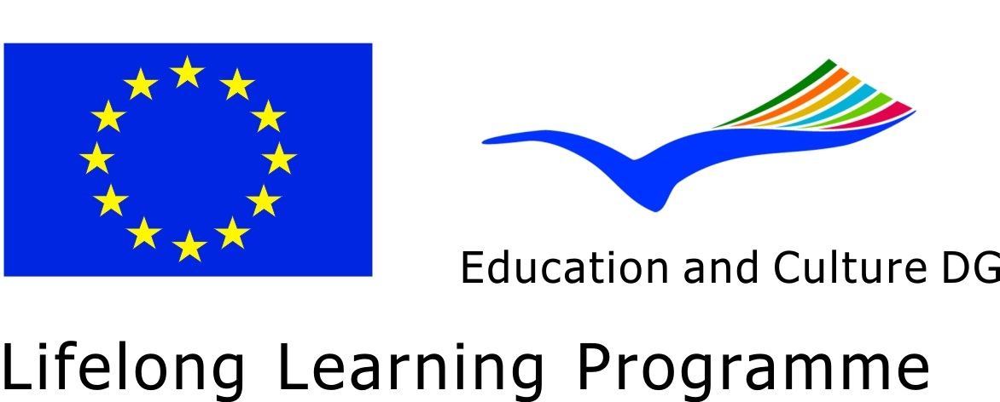 Education and Culture DG
Lifelong Learning Programme